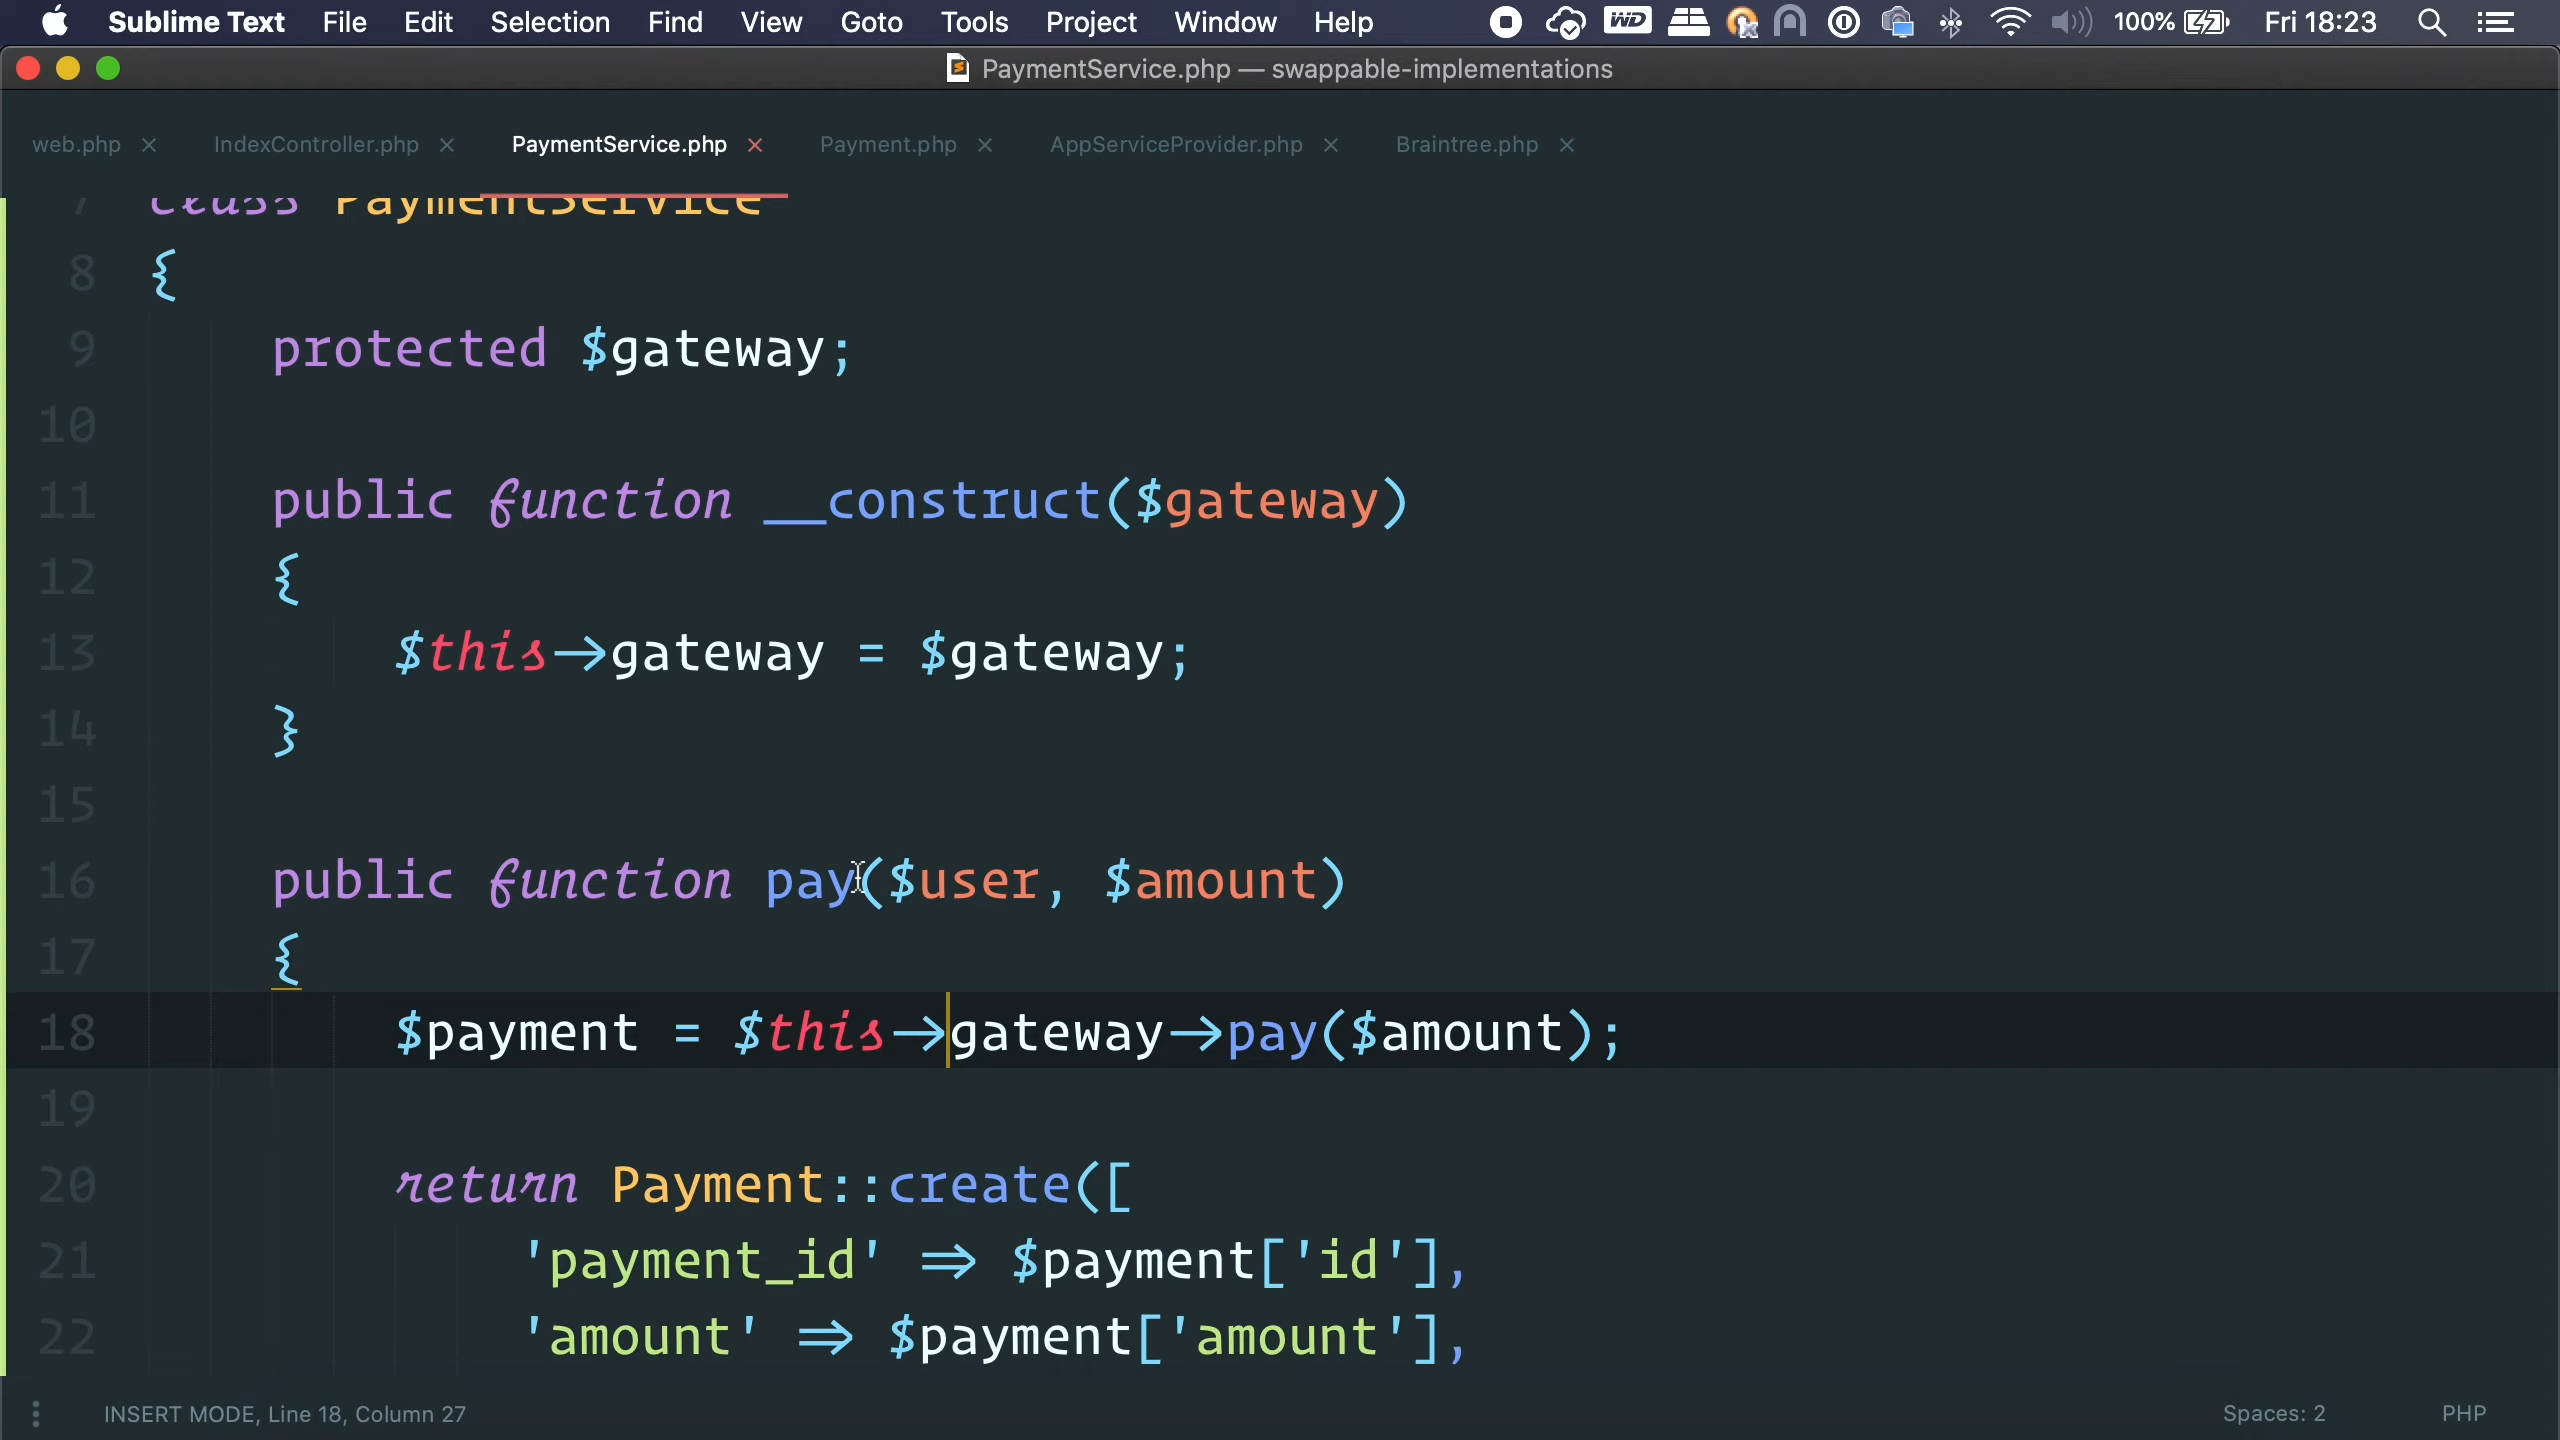 Sublime Text File Edit Selection Find View Goto Tools Project Window Help WD 100% Fri 18:23
PaymentService.php — swappable-implementations
web.php × IndexController.php × PaymentService.php × Payment.php × AppServiceProvider.php × Braintree.php ×
7 class PaymentService
8 {
9 protected $gateway;
10
11 public function __construct($gateway)
12 {
13 $this->gateway = $gateway;
14 }
15
16 public function pay($user, $amount)
17 {
18 $payment = $this->gateway->pay($amount);
19
20 return Payment::create([
21 'payment_id' => $payment['id'],
22 'amount' => $payment['amount'],
INSERT MODE, Line 18, Column 27 Spaces: 2 PHP